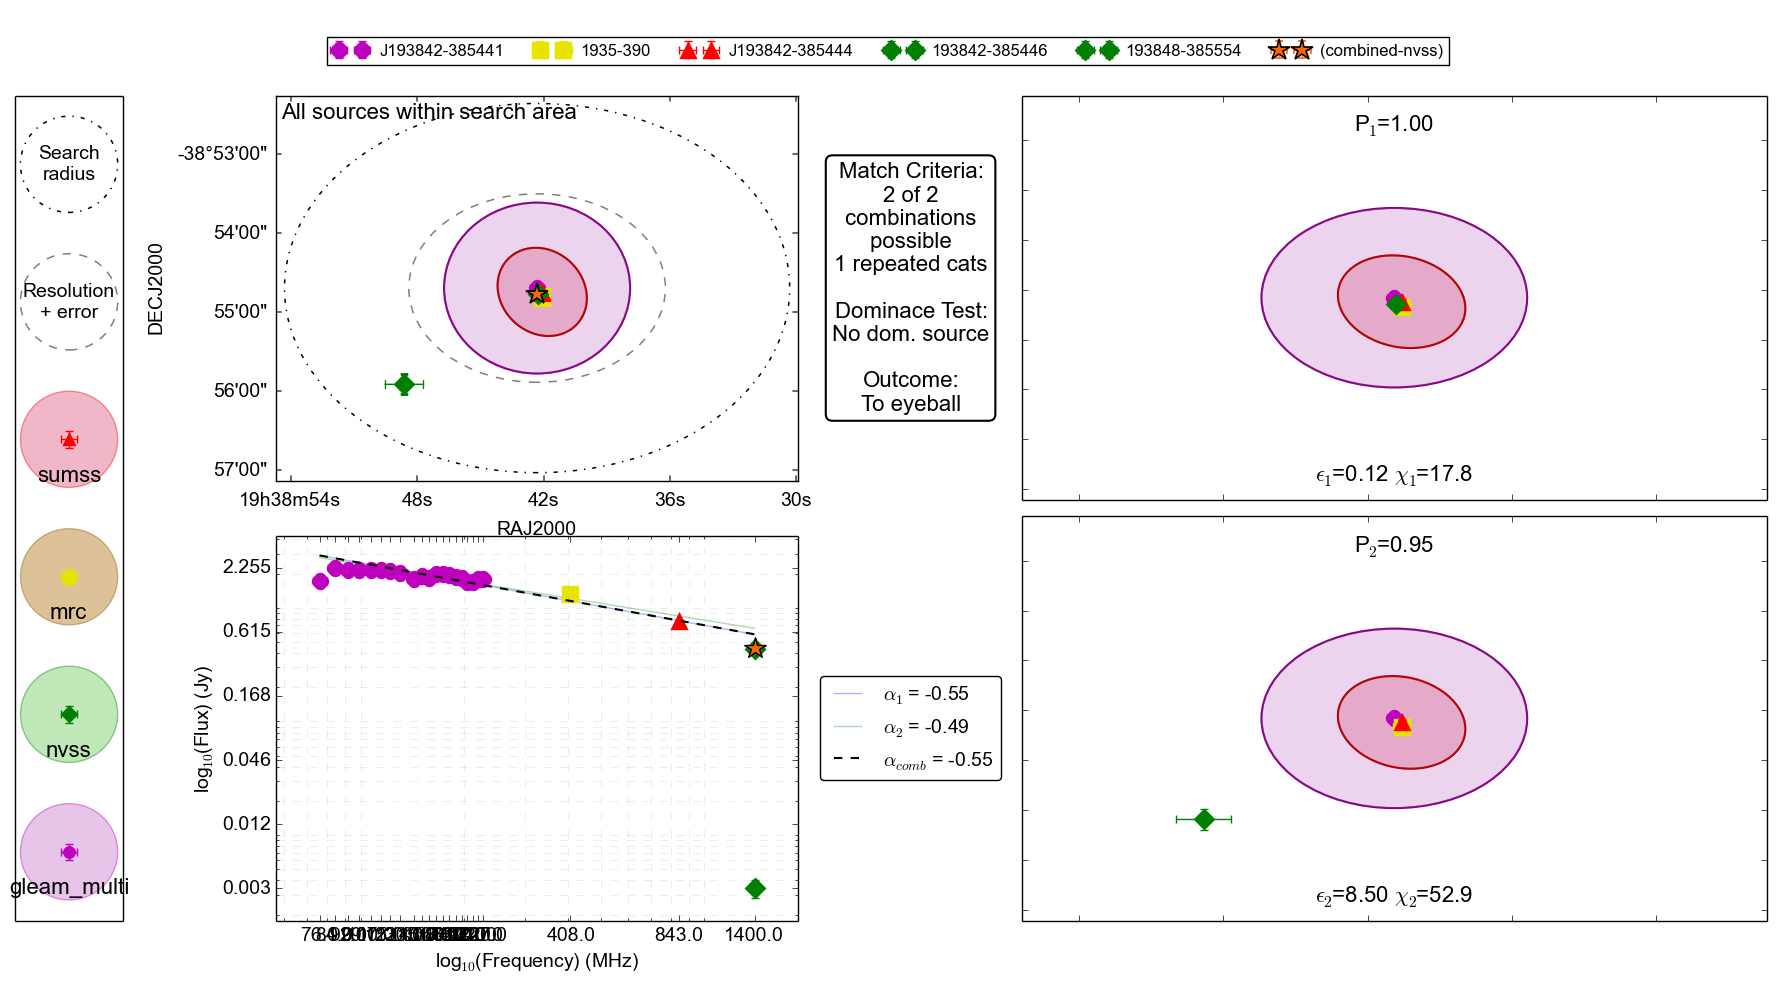 J193842-385441
1935-390
J193842-385444
193842-385446
193848-385554
(combined-nvss)
Search
radius
Resolution
+ error
sumss
mrc
nvss
gleam_multi
All sources within search area
DECJ2000
-38°53'00"
54'00"
55'00"
56'00"
57'00"
19h38m54s
48s
42s
36s
30s
RAJ2000
Match Criteria:
2 of 2
combinations
possible
1 repeated cats
Dominace Test:
No dom. source
Outcome:
To eyeball
P1=1.00
ϵ1=0.12 χ1=17.8
P2=0.95
ϵ2=8.50 χ2=52.9
log10(Flux) (Jy)
2.255
0.615
0.168
0.046
0.012
0.003
408.0
843.0
1400.0
log10(Frequency) (MHz)
α1 = -0.55
α2 = -0.49
αcomb = -0.55